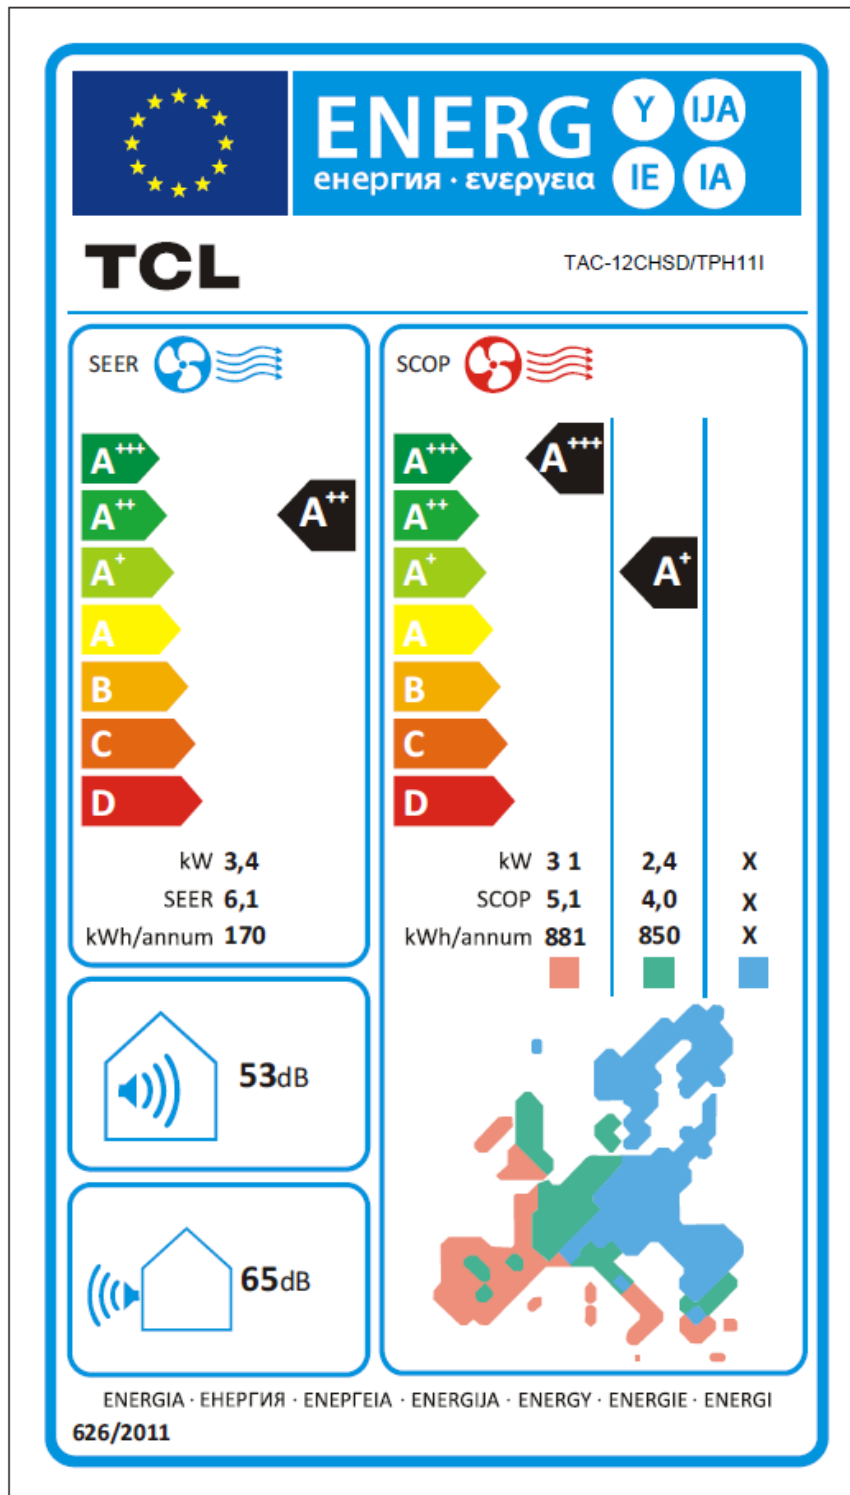 ENERG Y IJA
енергия · ενεργεια IE IA
TCL
TAC-12CHSD/TPH11I
SEER
A+++
A++
A+
A
B
C
D
A++
kW 3,4
SEER 6,1
kWh/annum 170
SCOP
A+++
A++
A+
A
B
C
D
A+++
A+
kW 3 1 2,4 X
SCOP 5,1 4,0 X
kWh/annum 881 850 X
53dB
65dB
ENERGIA · ЕНЕРГИЯ · ΕΝΕΡΓΕΙΑ · ENERGIJA · ENERGY · ENERGIE · ENERGI
626/2011